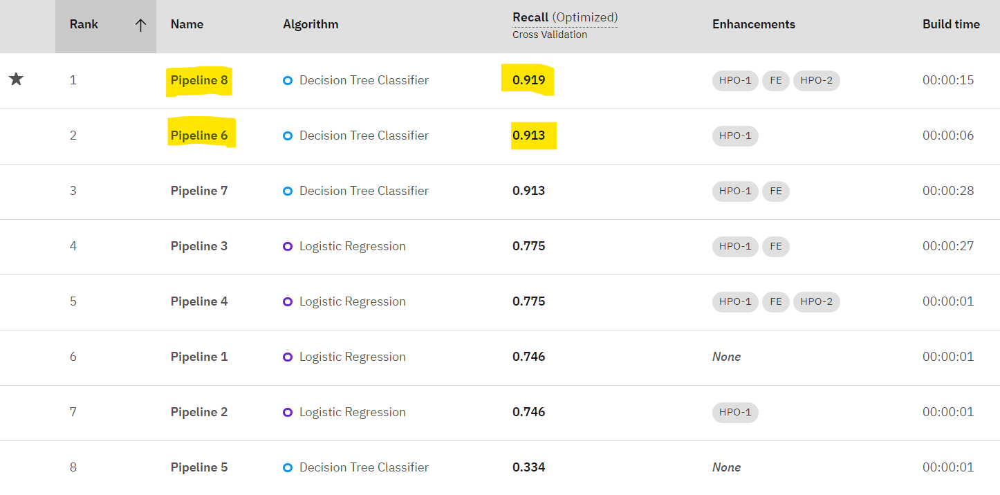 Rank Name Algorithm Recall (Optimized) Enhancements Build time
Cross Validation
1 Pipeline 8 Decision Tree Classifier 0.919 HPO-1 FE HPO-2 00:00:15
2 Pipeline 6 Decision Tree Classifier 0.913 HPO-1 00:00:06
3 Pipeline 7 Decision Tree Classifier 0.913 HPO-1 FE 00:00:28
4 Pipeline 3 Logistic Regression 0.775 HPO-1 FE 00:00:27
5 Pipeline 4 Logistic Regression 0.775 HPO-1 FE HPO-2 00:00:01
6 Pipeline 1 Logistic Regression 0.746 None 00:00:01
7 Pipeline 2 Logistic Regression 0.746 HPO-1 00:00:01
8 Pipeline 5 Decision Tree Classifier 0.334 None 00:00:01